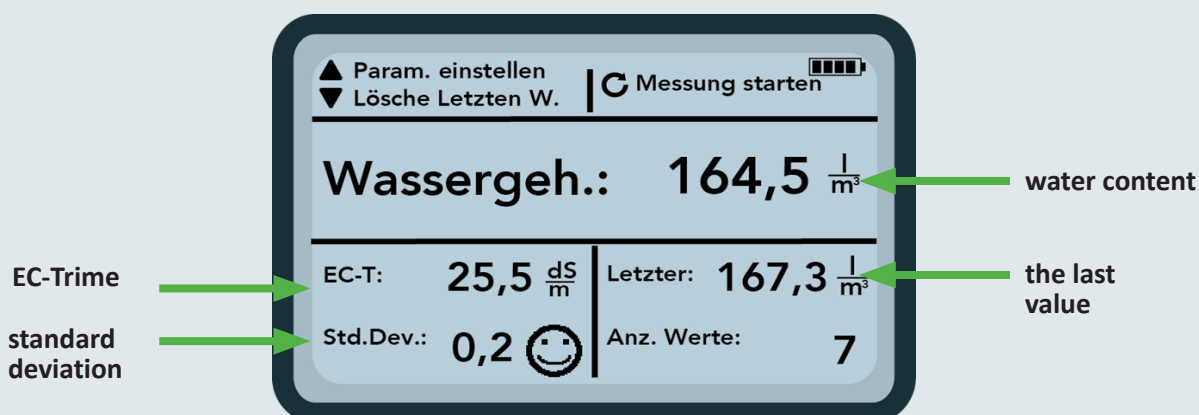 Param. einstellen
Lösche Letzten W.
Messung starten
Wassergeh.: 164,5 l/m³
water content
EC-Trime
EC-T: 25,5 dS/m
Letzter: 167,3 l/m³
the last
value
standard
deviation
Std.Dev.: 0,2
Anz. Werte: 7